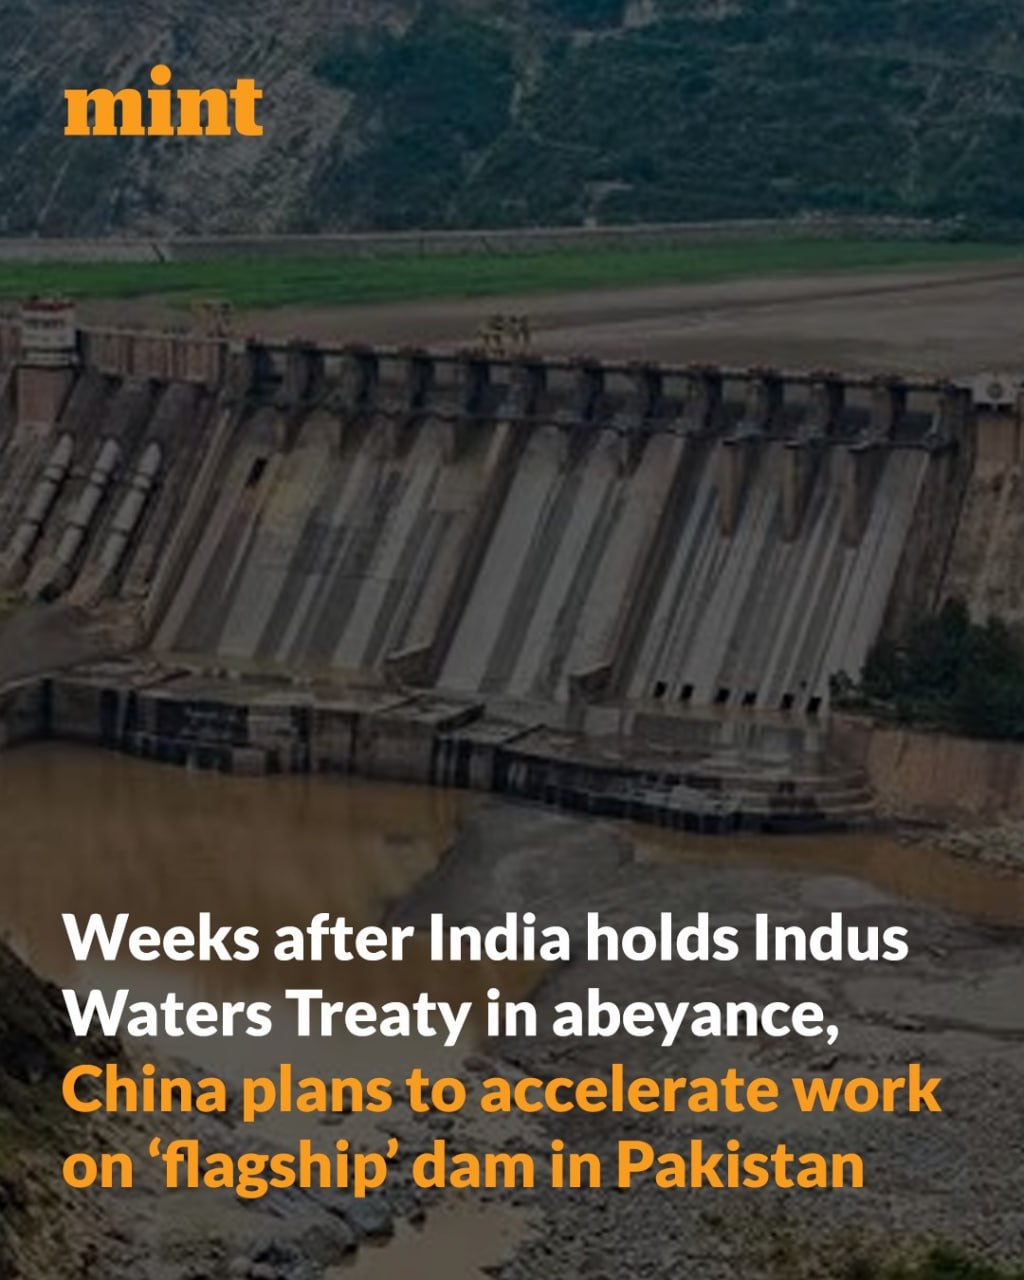 mint
Weeks after India holds Indus
Waters Treaty in abeyance,
China plans to accelerate work
on ‘flagship’ dam in Pakistan